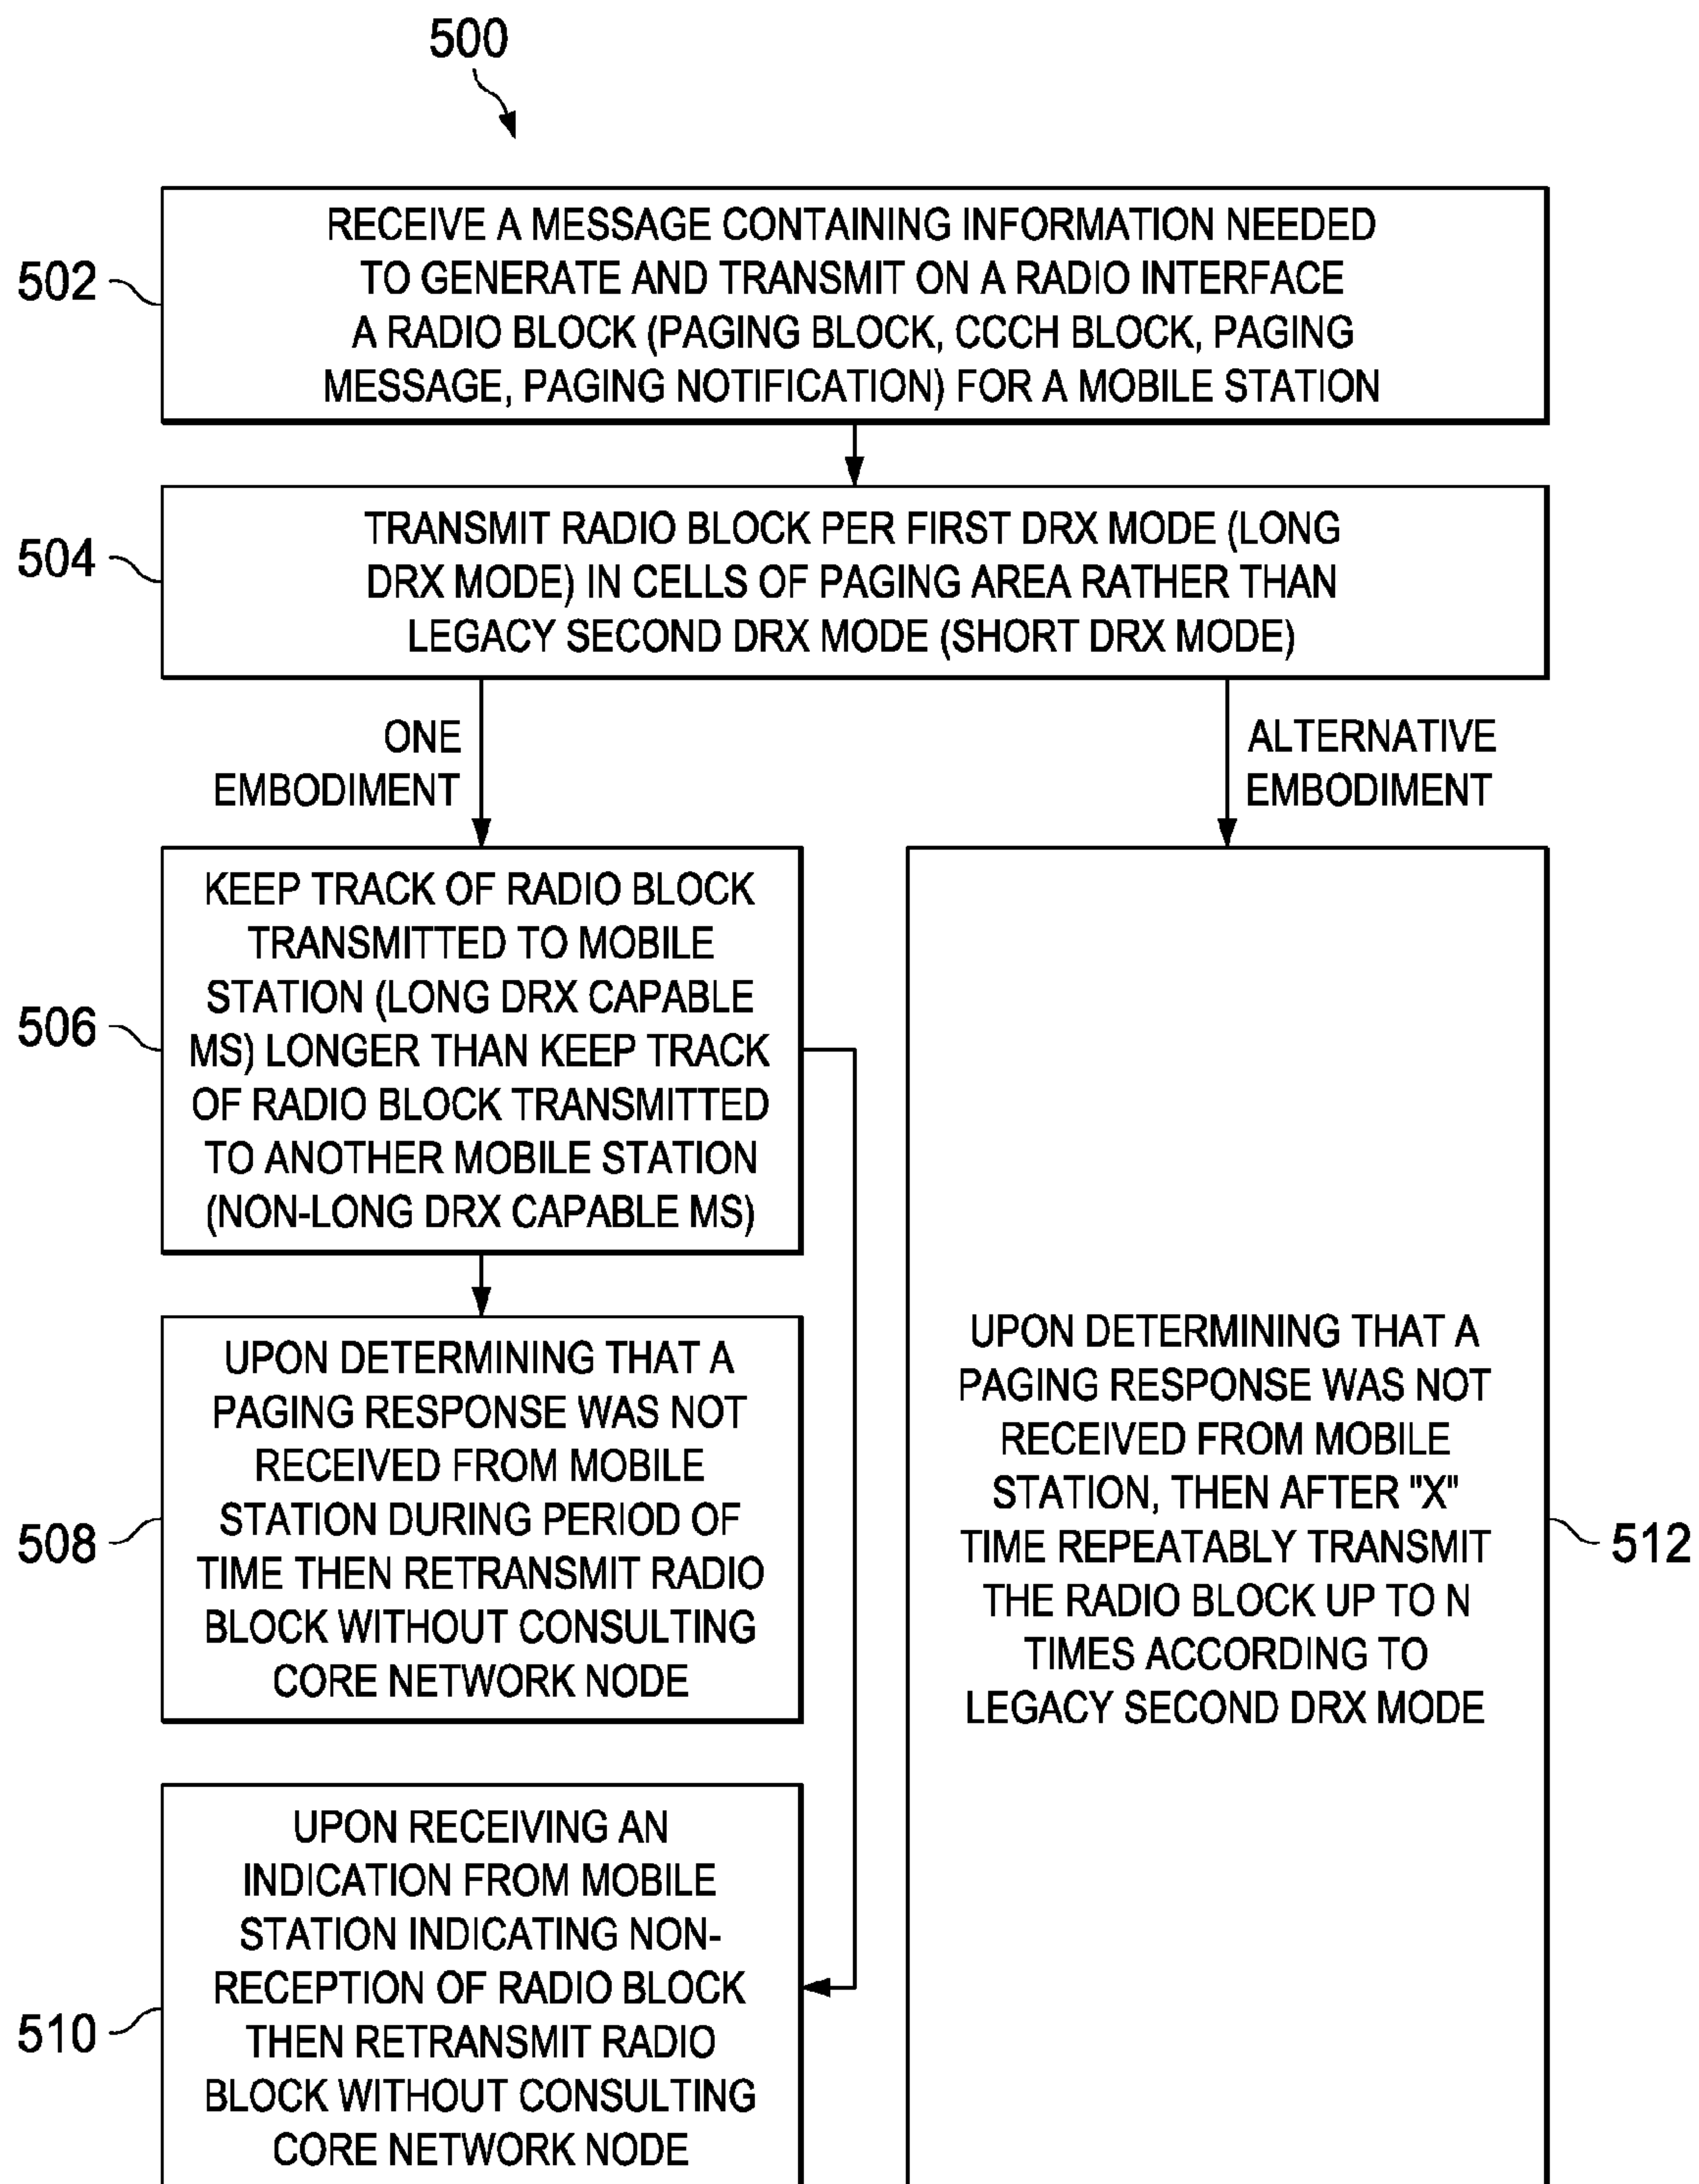 500
502
RECEIVE A MESSAGE CONTAINING INFORMATION NEEDED
TO GENERATE AND TRANSMIT ON A RADIO INTERFACE
A RADIO BLOCK (PAGING BLOCK, CCCH BLOCK, PAGING
MESSAGE, PAGING NOTIFICATION) FOR A MOBILE STATION
504
TRANSMIT RADIO BLOCK PER FIRST DRX MODE (LONG
DRX MODE) IN CELLS OF PAGING AREA RATHER THAN
LEGACY SECOND DRX MODE (SHORT DRX MODE)
ONE
EMBODIMENT
ALTERNATIVE
EMBODIMENT
506
KEEP TRACK OF RADIO BLOCK
TRANSMITTED TO MOBILE
STATION (LONG DRX CAPABLE
MS) LONGER THAN KEEP TRACK
OF RADIO BLOCK TRANSMITTED
TO ANOTHER MOBILE STATION
(NON-LONG DRX CAPABLE MS)
508
UPON DETERMINING THAT A
PAGING RESPONSE WAS NOT
RECEIVED FROM MOBILE
STATION DURING PERIOD OF
TIME THEN RETRANSMIT RADIO
BLOCK WITHOUT CONSULTING
CORE NETWORK NODE
510
UPON RECEIVING AN
INDICATION FROM MOBILE
STATION INDICATING NON-
RECEPTION OF RADIO BLOCK
THEN RETRANSMIT RADIO
BLOCK WITHOUT CONSULTING
CORE NETWORK NODE
UPON DETERMINING THAT A
PAGING RESPONSE WAS NOT
RECEIVED FROM MOBILE
STATION, THEN AFTER "X"
TIME REPEATABLY TRANSMIT
THE RADIO BLOCK UP TO N
TIMES ACCORDING TO
LEGACY SECOND DRX MODE
512